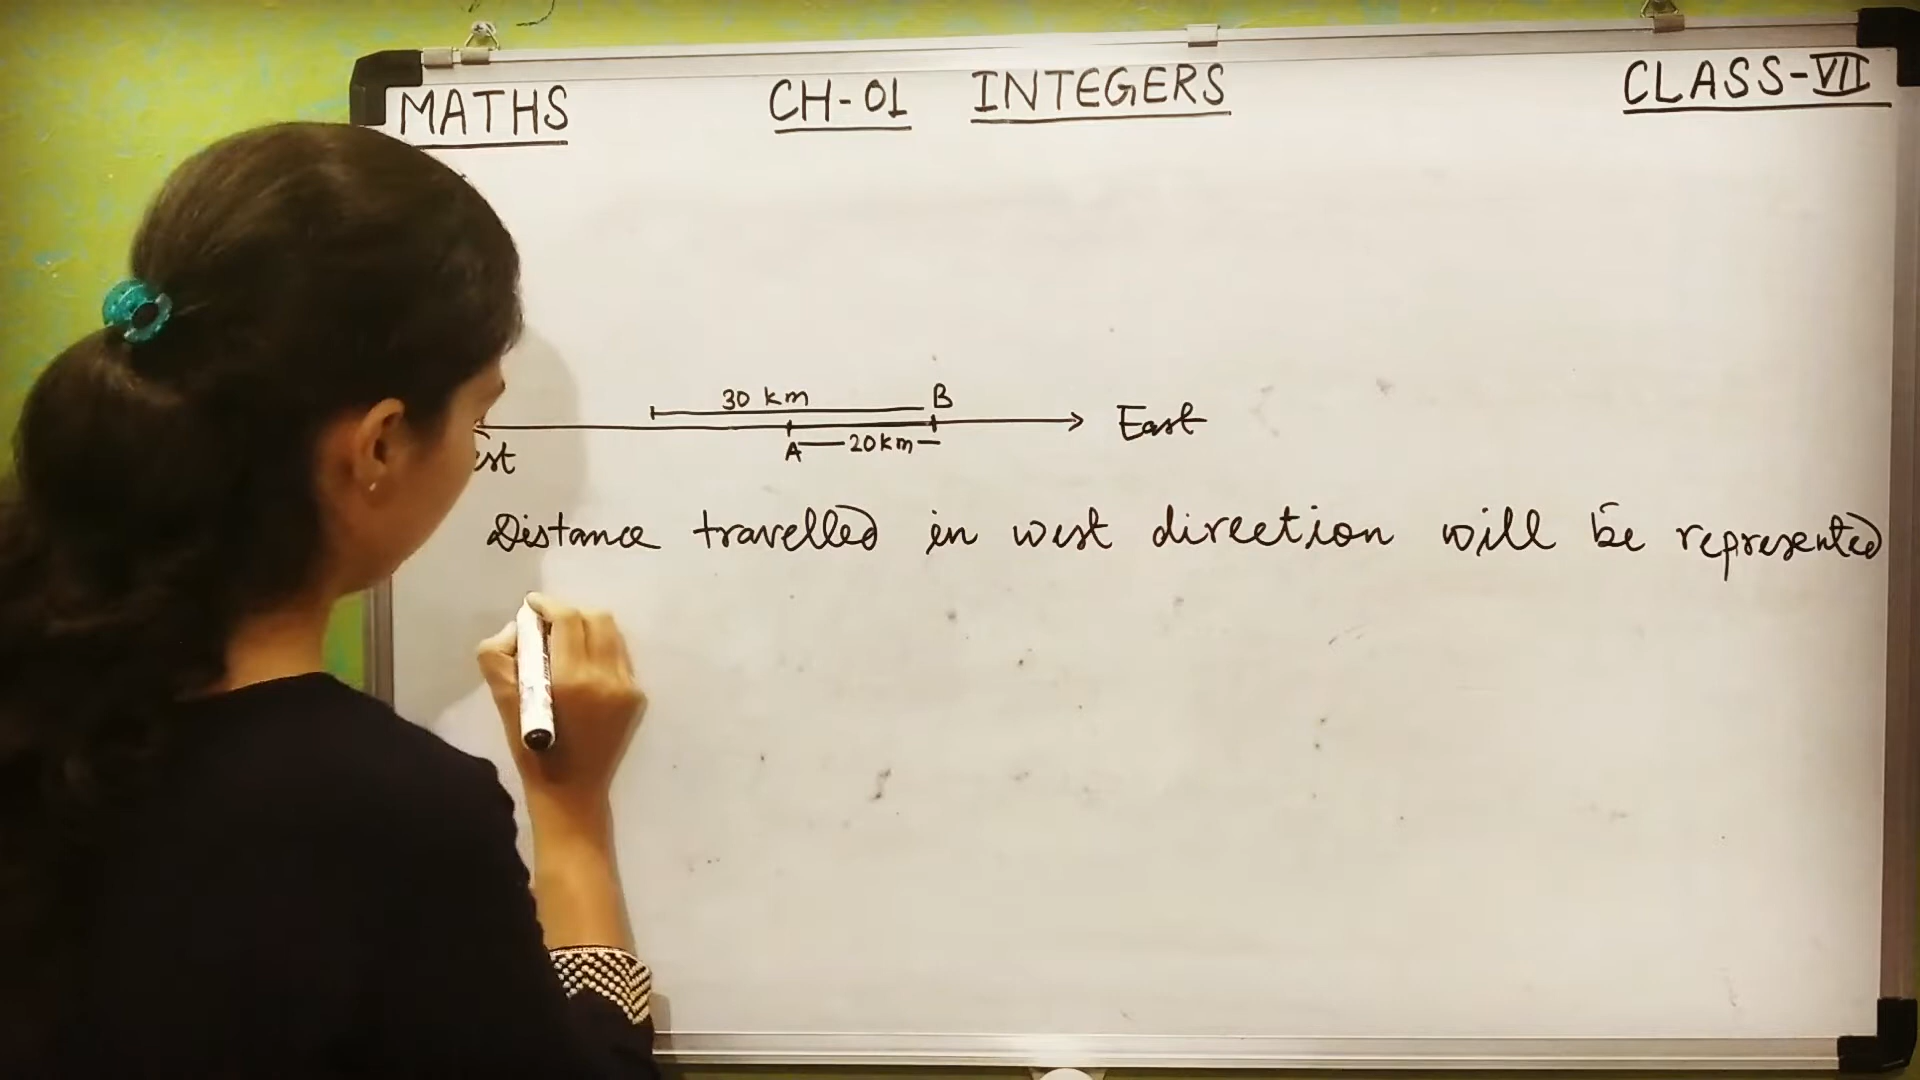 MATHS CH-01 INTEGERS CLASS-VII
30 km B
East
A 20km
Distance travelled in west direction will be represented